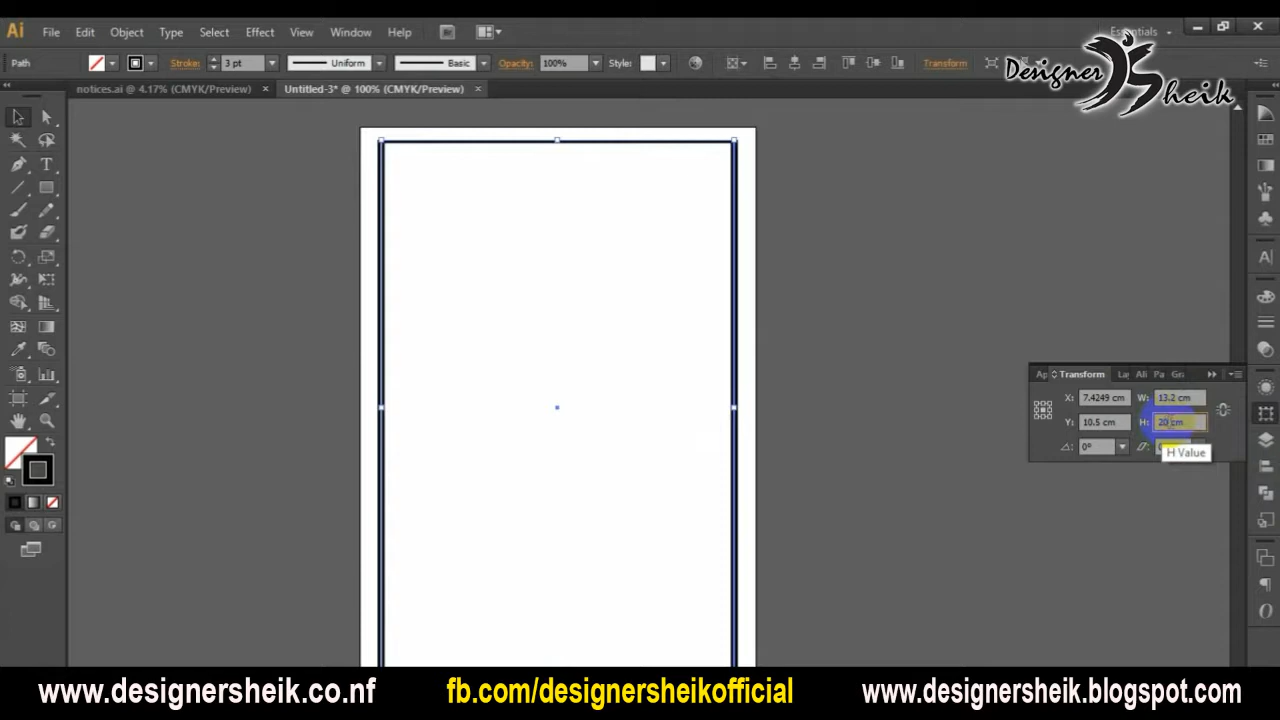 Ai File Edit Object Type Select Effect View Window Help Essentials
Path Stroke: 3 pt Uniform Basic Opacity: 100% Style: Transform
Designer Sheik
notices.ai @ 4.17% (CMYK/Preview) × Untitled-3* @ 100% (CMYK/Preview) ×
Transform Ali Pa Gr
X: 7.4249 cm W: 13.2 cm
Y: 10.5 cm H: 20 cm
0°
H Value
www.designersheik.co.nf fb.com/designersheikofficial www.designersheik.blogspot.com